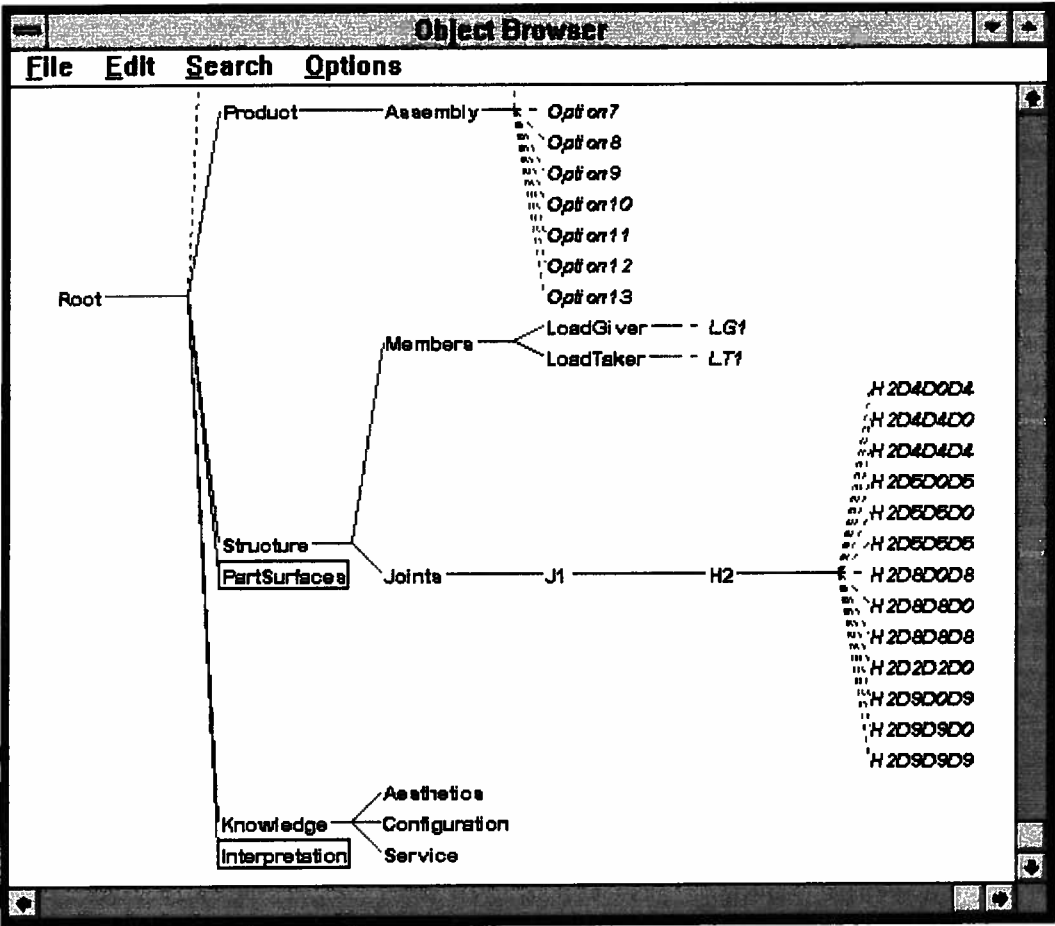 Object Browser
File Edit Search Options
Product Assembly Option7
Option8
Option9
Option10
Option11
Option12
Root Option13
LoadGiver LG1
Members
LoadTaker LT1
H2D4D0D4
H2D4D4D0
H2D4D4D4
H2D5D0D5
H2D5D5D0
Structure H2D5D5D5
PartSurfaces Joints J1 H2 H2D8D0D8
H2D8D8D0
H2D8D8D8
H2D2D2D0
H2D9D0D9
H2D9D9D0
H2D9D9D9
Aesthetics
Knowledge Configuration
Interpretation Service